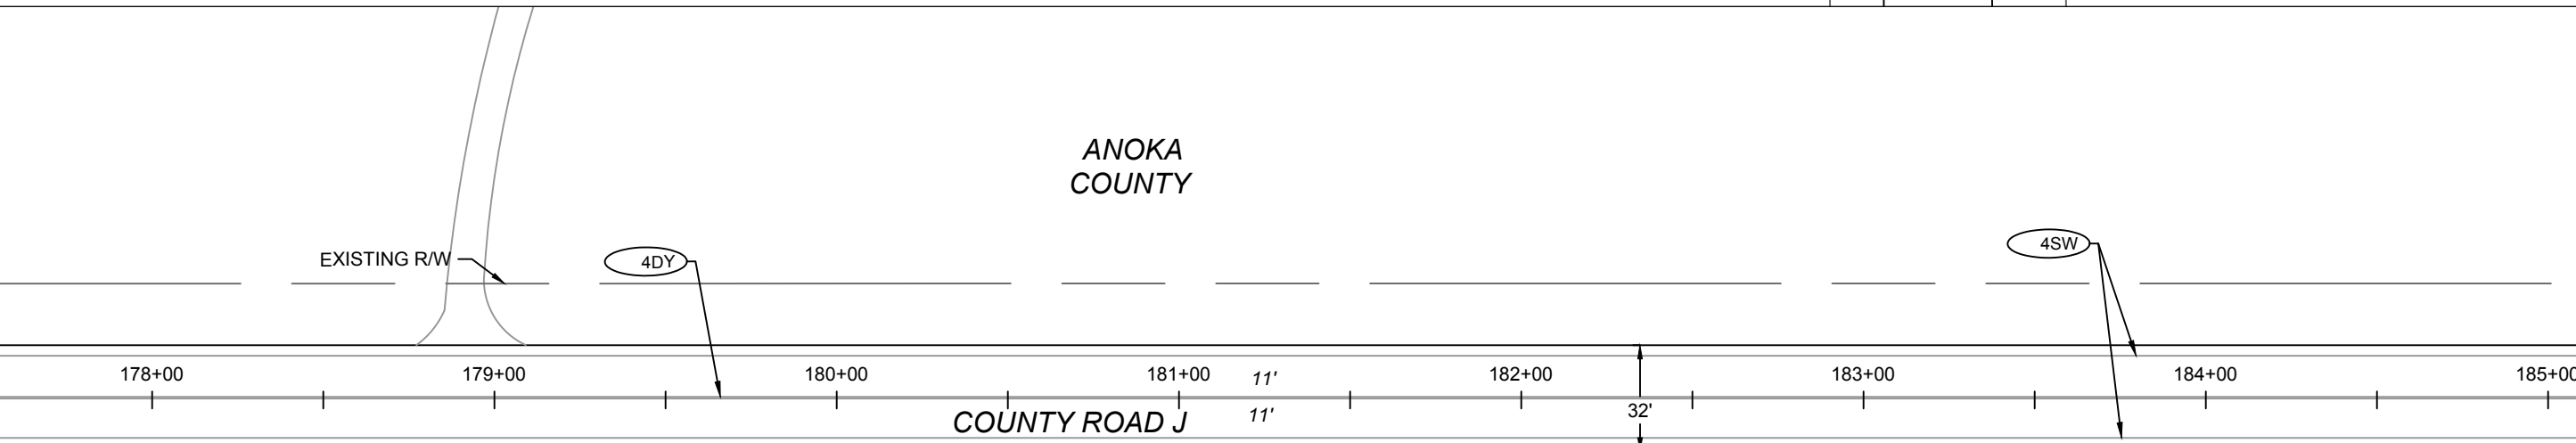 ANOKA
COUNTY
EXISTING R/W
4DY
4SW
178+00
179+00
180+00
181+00
11'
182+00
183+00
184+00
185+00
COUNTY ROAD J
11'
32'